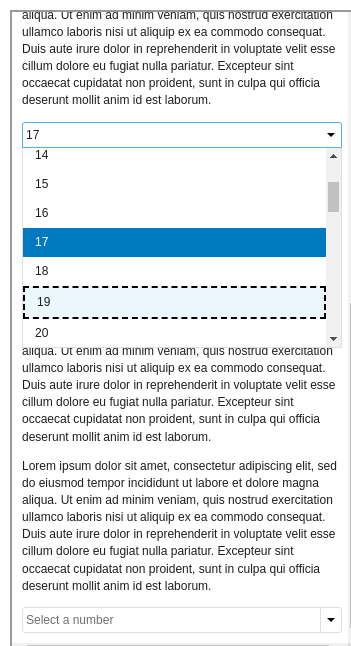 aliqua. Ut enim ad minim veniam, quis nostrud exercitation
ullamco laboris nisi ut aliquip ex ea commodo consequat.
Duis aute irure dolor in reprehenderit in voluptate velit esse
cillum dolore eu fugiat nulla pariatur. Excepteur sint
occaecat cupidatat non proident, sunt in culpa qui officia
deserunt mollit anim id est laborum.
17
14
15
16
17
18
19
20
aliqua. Ut enim ad minim veniam, quis nostrud exercitation
ullamco laboris nisi ut aliquip ex ea commodo consequat.
Duis aute irure dolor in reprehenderit in voluptate velit esse
cillum dolore eu fugiat nulla pariatur. Excepteur sint
occaecat cupidatat non proident, sunt in culpa qui officia
deserunt mollit anim id est laborum.
Lorem ipsum dolor sit amet, consectetur adipiscing elit, sed
do eiusmod tempor incididunt ut labore et dolore magna
aliqua. Ut enim ad minim veniam, quis nostrud exercitation
ullamco laboris nisi ut aliquip ex ea commodo consequat.
Duis aute irure dolor in reprehenderit in voluptate velit esse
cillum dolore eu fugiat nulla pariatur. Excepteur sint
occaecat cupidatat non proident, sunt in culpa qui officia
deserunt mollit anim id est laborum.
Select a number